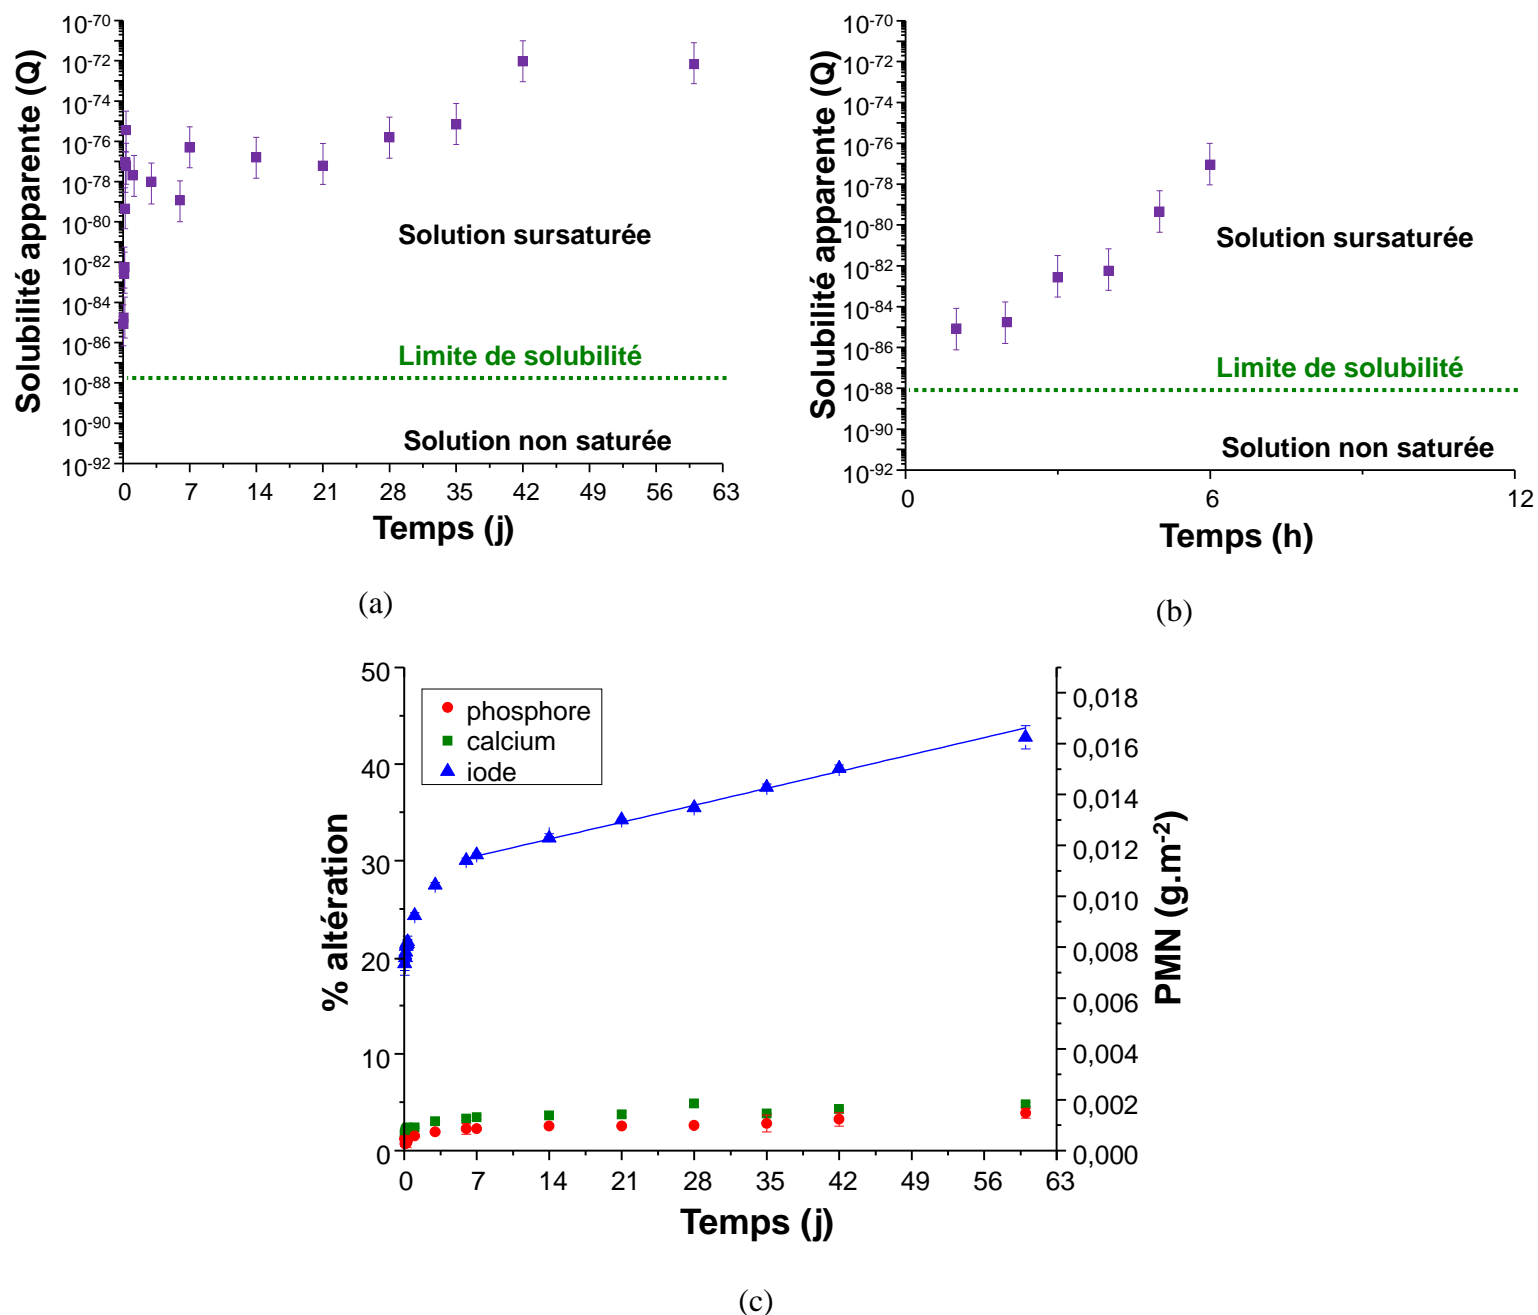 Solubilité apparente (Q)
10-70
10-72
10-74
10-76
10-78
10-80
10-82
10-84
10-86
10-88
10-90
10-92
Solution sursaturée
Limite de solubilité
Solution non saturée
0 7 14 21 28 35 42 49 56 63
Temps (j)
(a)
Solubilité apparente (Q)
10-70
10-72
10-74
10-76
10-78
10-80
10-82
10-84
10-86
10-88
10-90
10-92
Solution sursaturée
Limite de solubilité
Solution non saturée
0 6 12
Temps (h)
(b)
% altération
50
40
30
20
10
0
phosphore
calcium
iode
0,018
0,016
0,014
0,012
0,010
0,008
0,006
0,004
0,002
0,000
PMN (g.m-2)
0 7 14 21 28 35 42 49 56 63
Temps (j)
(c)